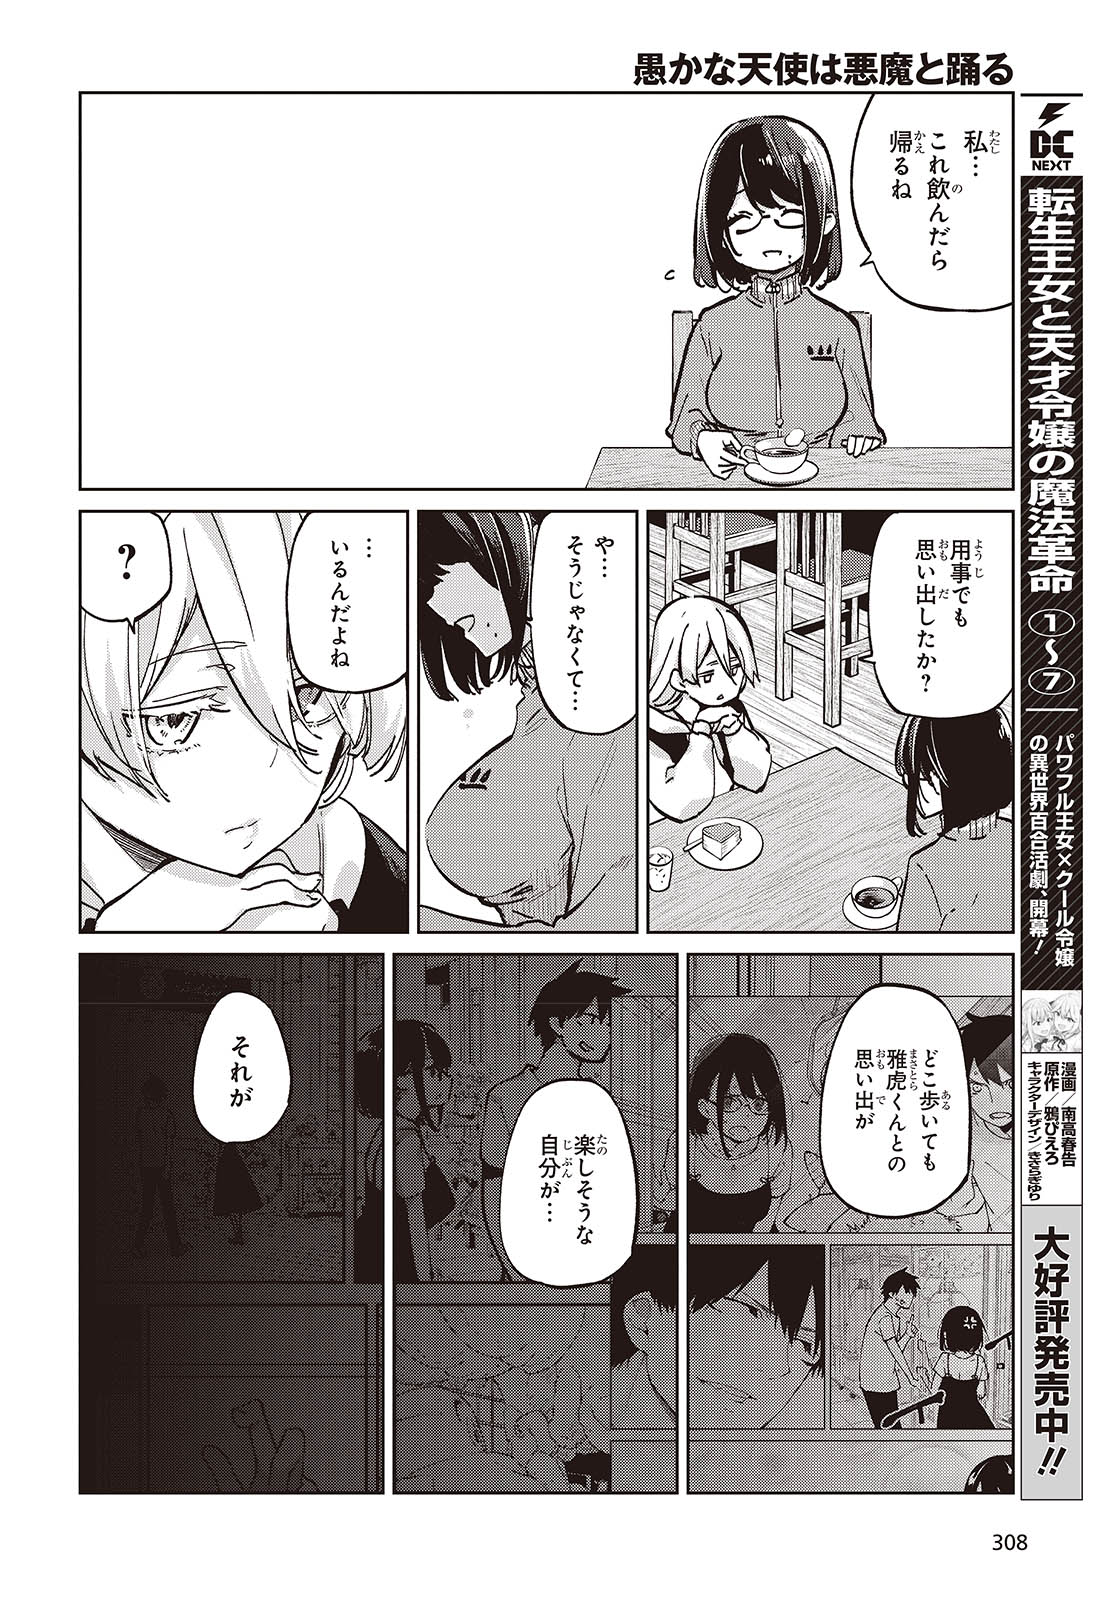 愚かな天使は悪魔と踊る
私…
これ飲んだら
帰るね
用事でも
思い出したか？
や…
そうじゃなくて…
…
いるんだよね
？
どこ歩いても
雅虎くんとの
思い出が
楽しそうな
自分が…
それが
DC
NEXT
転生王女と天才令嬢の魔法革命 ①〜⑦
パワフル王女×クール令嬢
の異世界百合活劇、開幕！
漫画／南高春告
原作／鴉ぴえろ
キャラクターデザイン／きさらぎゆり
大好評発売中!!
308